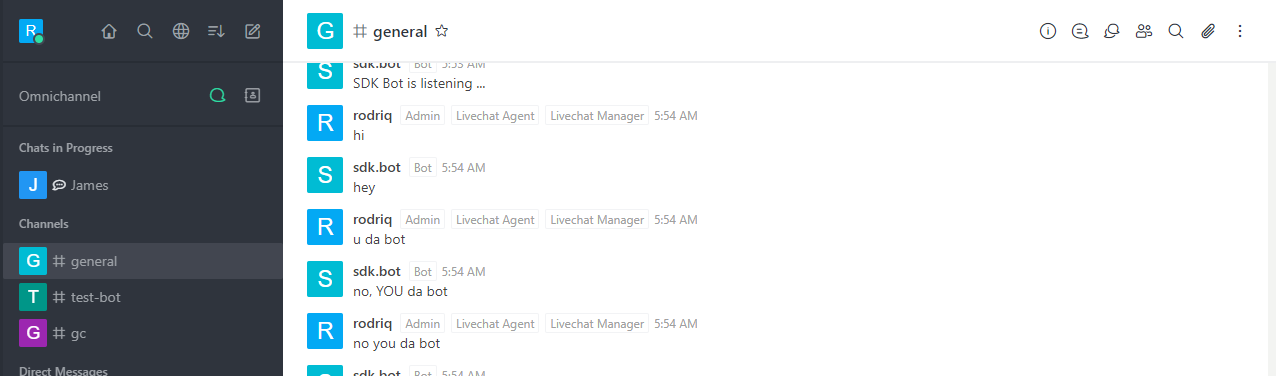 R
Omnichannel
Chats in Progress
J James
Channels
G general
T test-bot
G gc
Direct Messages
G # general
S sdk.bot Bot 5:53 AM
SDK Bot is listening ...
R rodriq Admin Livechat Agent Livechat Manager 5:54 AM
hi
S sdk.bot Bot 5:54 AM
hey
R rodriq Admin Livechat Agent Livechat Manager 5:54 AM
u da bot
S sdk.bot Bot 5:54 AM
no, YOU da bot
R rodriq Admin Livechat Agent Livechat Manager 5:54 AM
no you da bot
S sdk.bot Bot 5:54 AM